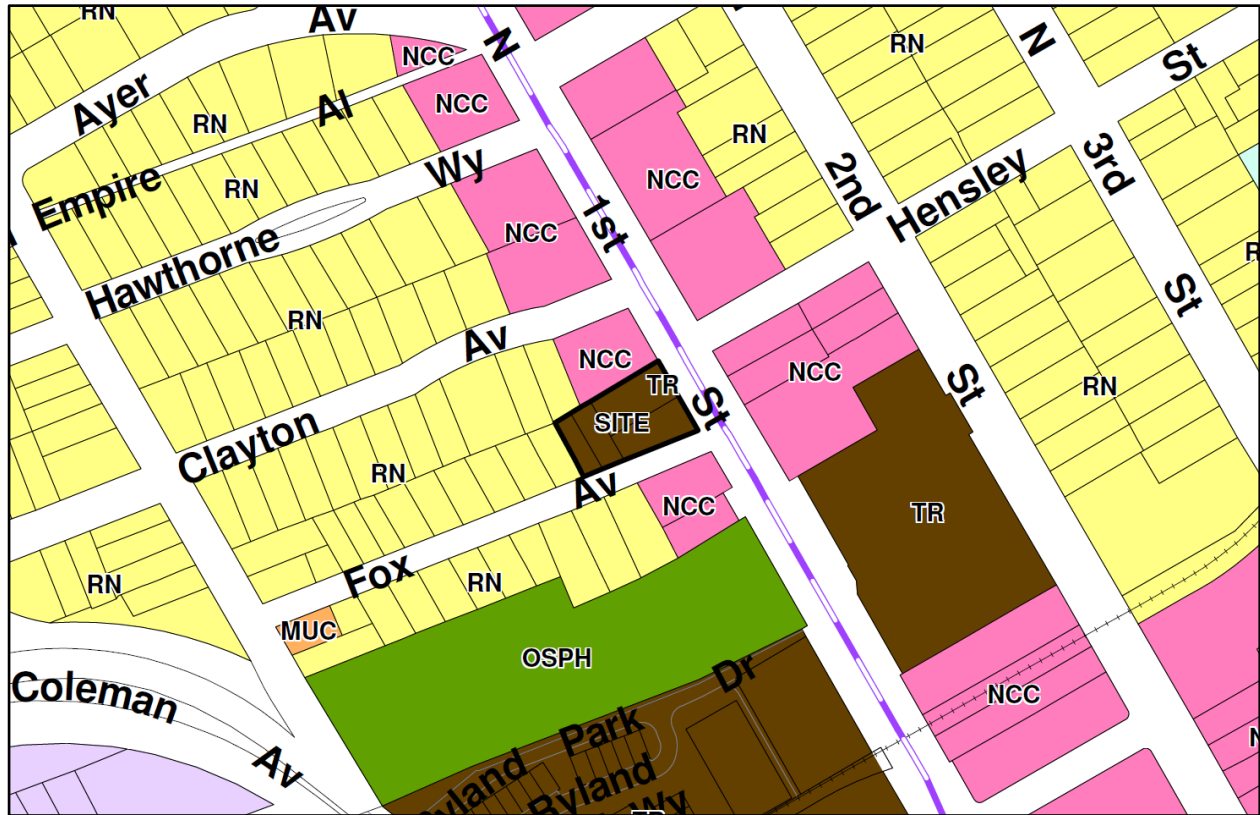 RN
Av
N
N
NCC
RN
St
Ayer
Al
NCC
RN
RN
Empire
RN
Wy
NCC
2nd
Hensley
3rd
Hawthorne
NCC
1st
RN
Av
St
NCC
TR
NCC
St
RN
SITE
St
Clayton
RN
Av
NCC
TR
RN
Fox
RN
MUC
OSPH
Coleman
Dr
NCC
Park
Av
Ryland
Ryland
Wy
TR